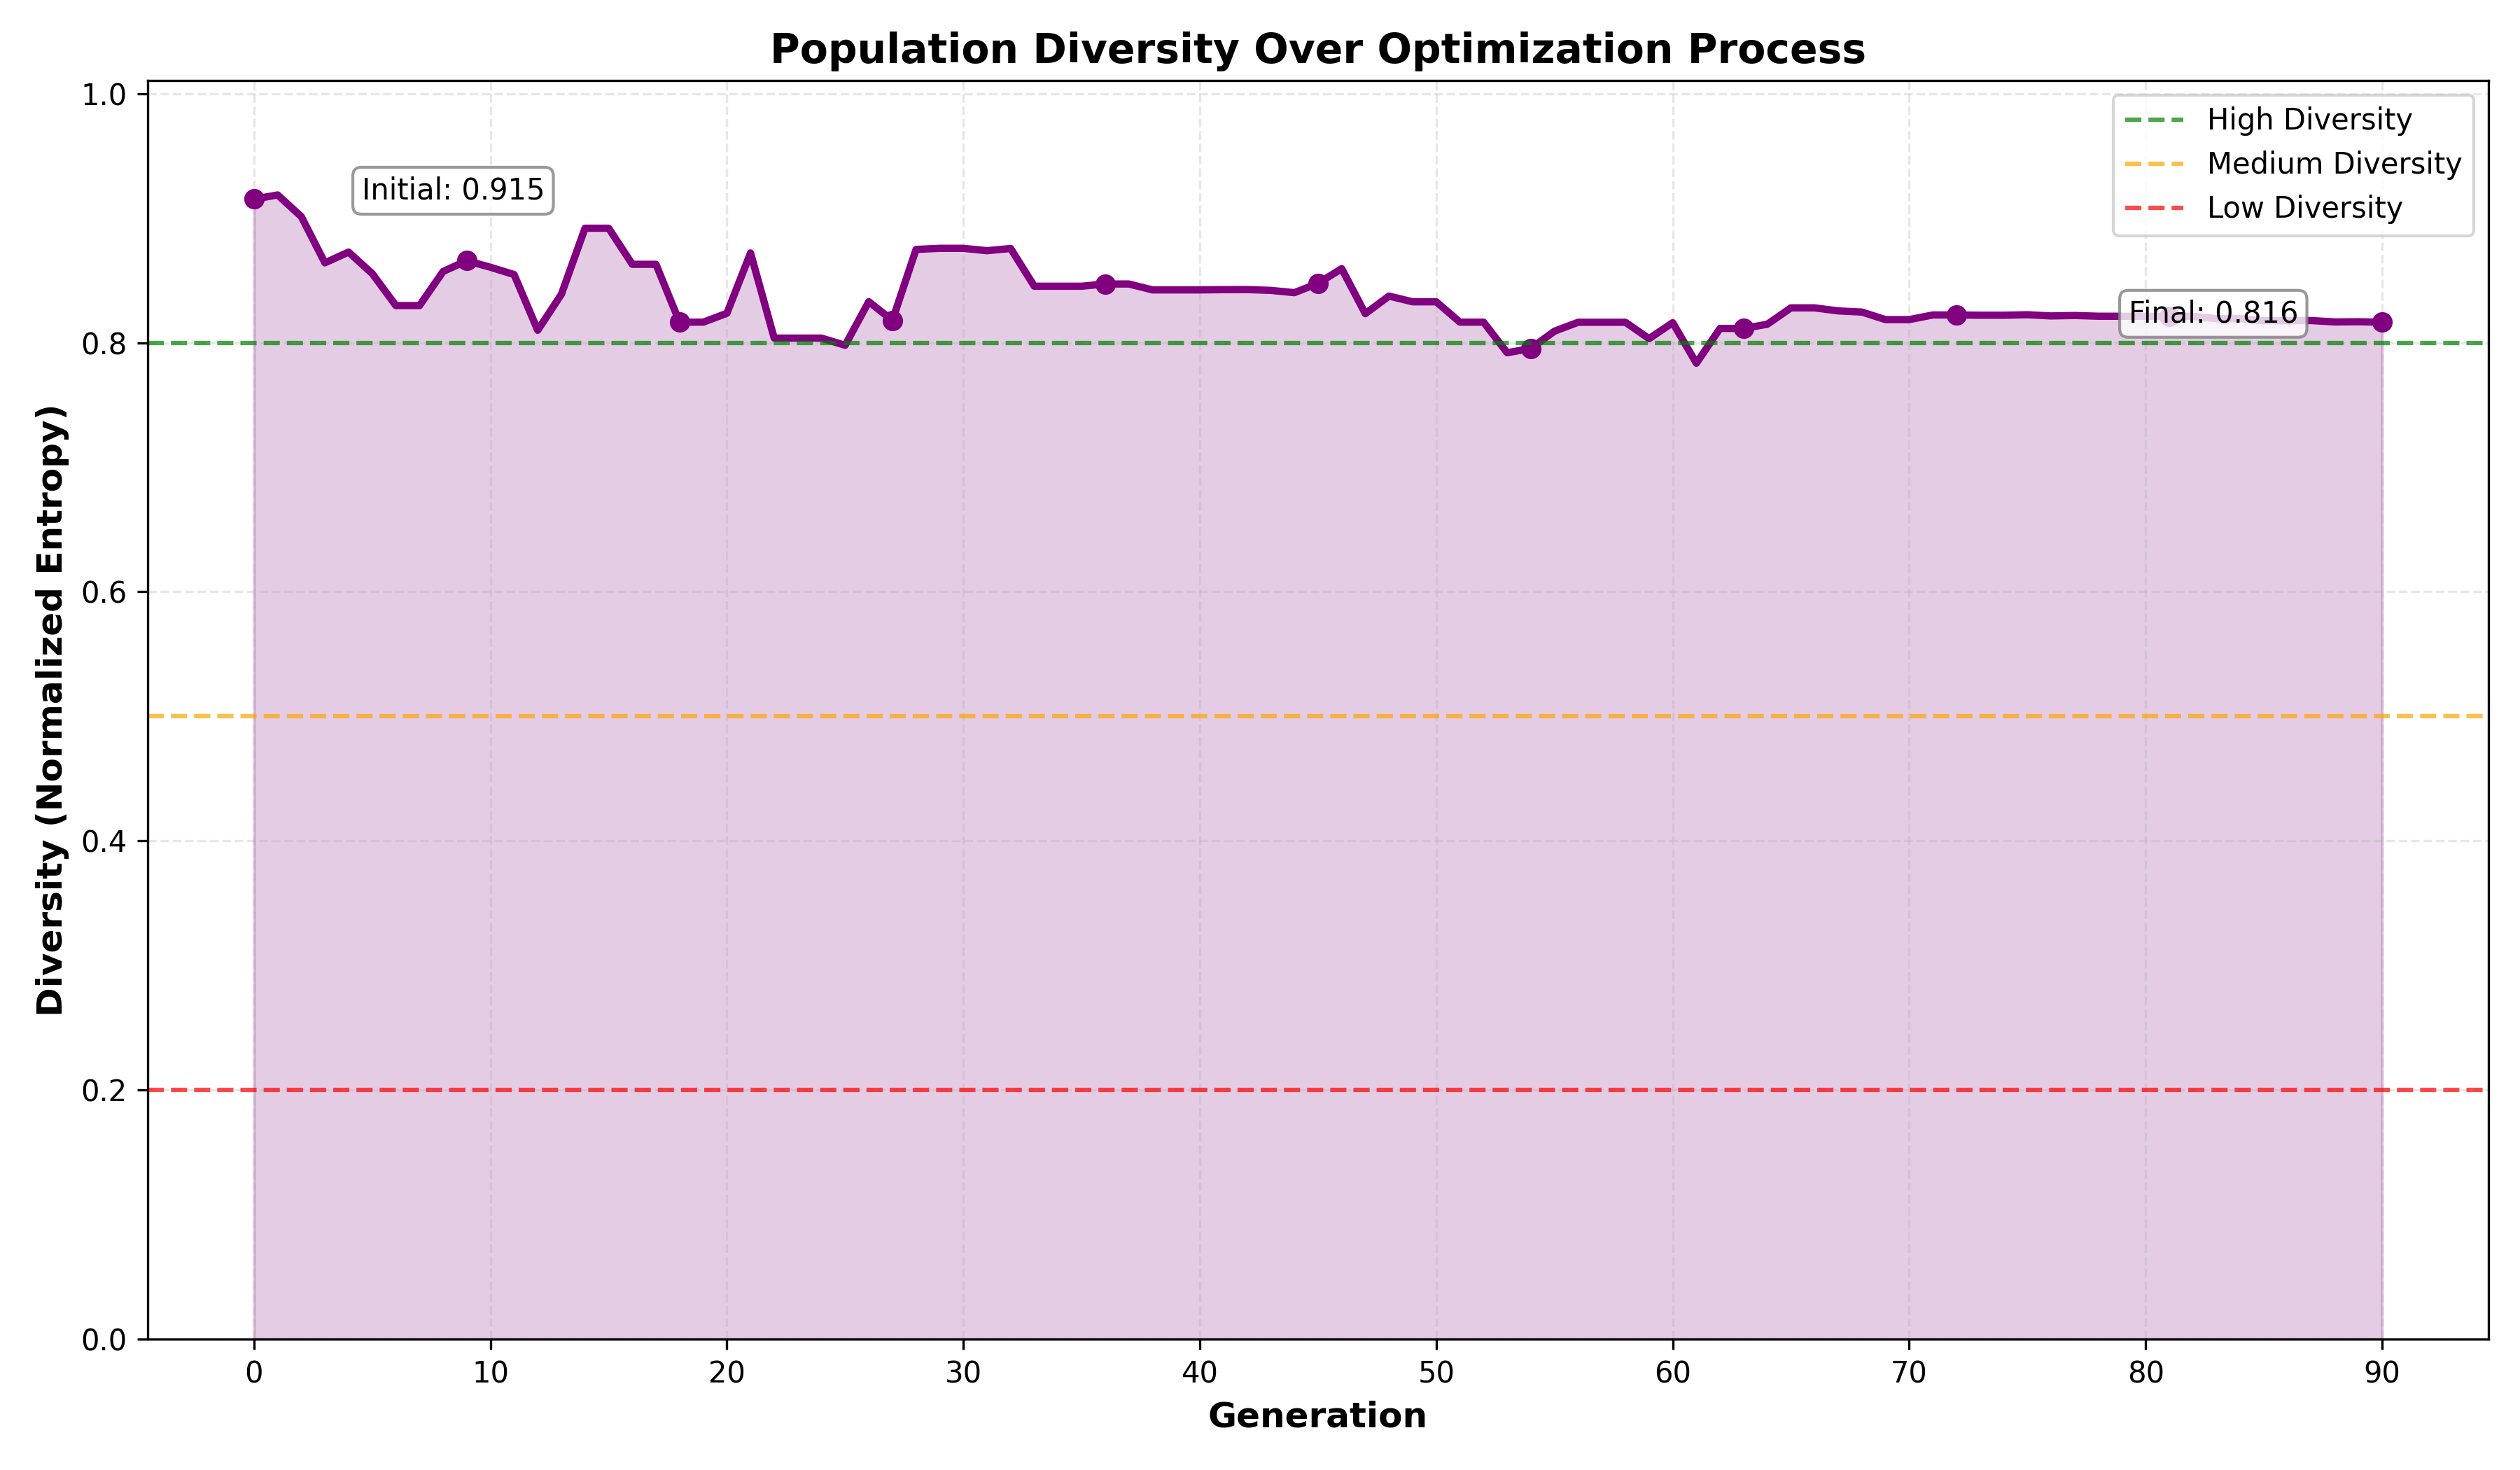 Population Diversity Over Optimization Process
Diversity (Normalized Entropy)
1.0
0.8
0.6
0.4
0.2
0.0
Initial: 0.915
High Diversity
Medium Diversity
Low Diversity
Final: 0.816
0 10 20 30 40 50 60 70 80 90
Generation